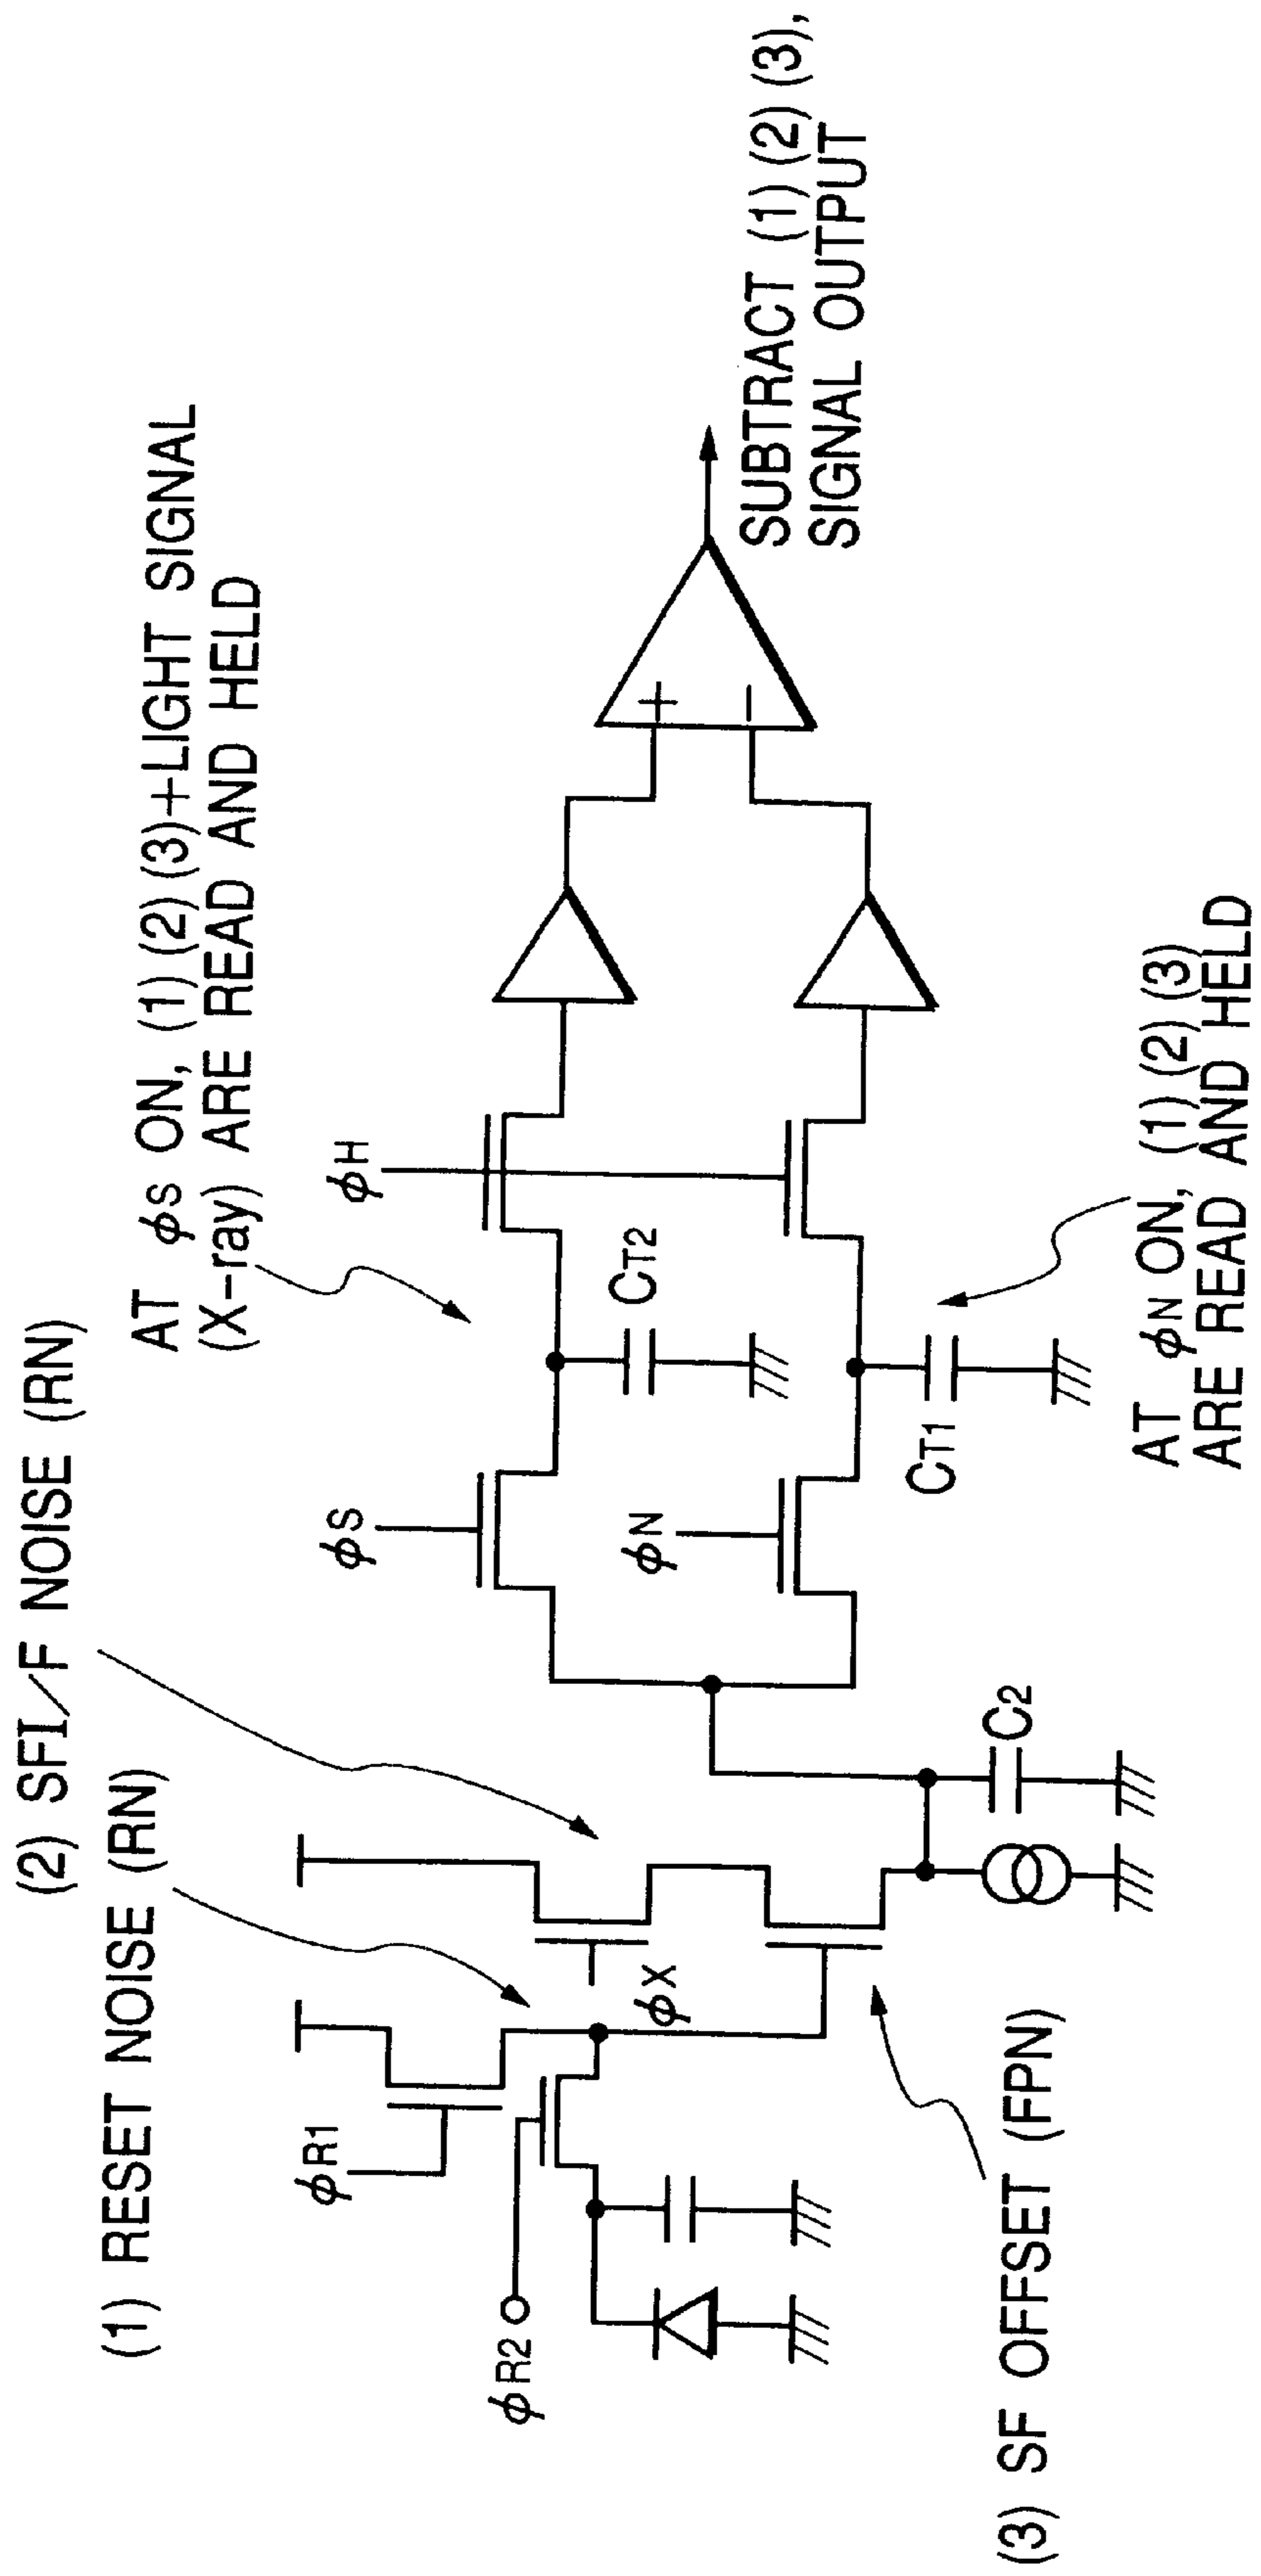 (2) SFI/F NOISE (RN)
(1) RESET NOISE (RN)
AT ϕS ON, (1) (2) (3)+LIGHT SIGNAL
(X-ray) ARE READ AND HELD
ϕR1
ϕR2
ϕX
ϕS
ϕN
ϕH
CT2
CT1
C2
+
−
SUBTRACT (1) (2) (3),
SIGNAL OUTPUT
(3) SF OFFSET (FPN)
AT ϕN ON, (1) (2) (3)
ARE READ AND HELD